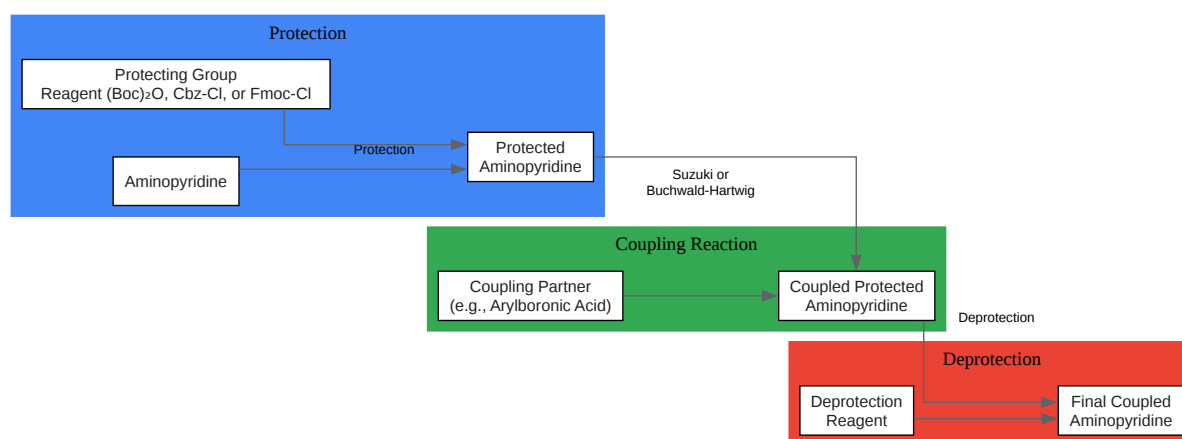 Protection
Protecting Group
Reagent (Boc)₂O, Cbz-Cl, or Fmoc-Cl
Protection
Aminopyridine
Protected
Aminopyridine
Suzuki or
Buchwald-Hartwig
Coupling Reaction
Coupling Partner
(e.g., Arylboronic Acid)
Coupled Protected
Aminopyridine
Deprotection
Deprotection
Deprotection
Reagent
Final Coupled
Aminopyridine